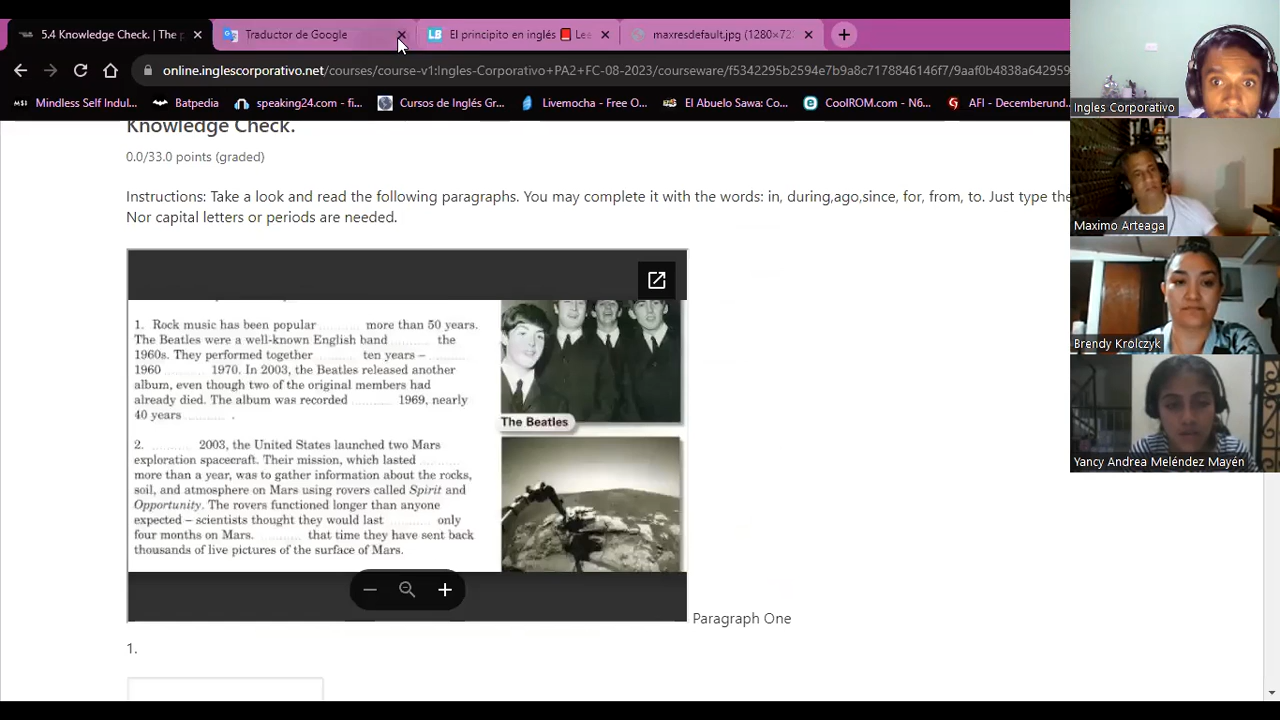 5.4 Knowledge Check. | The p
Traductor de Google
El principito en inglés 📕 Lee
maxresdefault.jpg (1280×72
online.inglescorporativo.net/courses/course-v1:Ingles-Corporativo+PA2+FC-08-2023/courseware/f5342295b2594e7b9a8c7178846146f7/9aaf0b4838a642959
Mindless Self Indul...
Batpedia
speaking24.com - fi...
Cursos de Inglés Gr...
Livemocha - Free O...
El Abuelo Sawa: Co...
CoolROM.com - N6...
AFI - Decemberund...
Knowledge Check.
0.0/33.0 points (graded)
Instructions: Take a look and read the following paragraphs. You may complete it with the words: in, during,ago,since, for, from, to. Just type the
Nor capital letters or periods are needed.
1. Rock music has been popular .......... more than 50 years.
The Beatles were a well-known English band .......... the
1960s. They performed together .......... ten years – ..........
1960 .......... 1970. In 2003, the Beatles released another
album, even though two of the original members had
already died. The album was recorded .......... 1969, nearly
40 years .......... .
The Beatles
2. .......... 2003, the United States launched two Mars
exploration spacecraft. Their mission, which lasted ..........
more than a year, was to gather information about the rocks,
soil, and atmosphere on Mars using rovers called Spirit and
Opportunity. The rovers functioned longer than anyone
expected – scientists thought they would last .......... only
four months on Mars. .......... that time they have sent back
thousands of live pictures of the surface of Mars.
Paragraph One
1.
Ingles Corporativo
Maximo Arteaga
Brendy Krolczyk
Yancy Andrea Meléndez Mayén